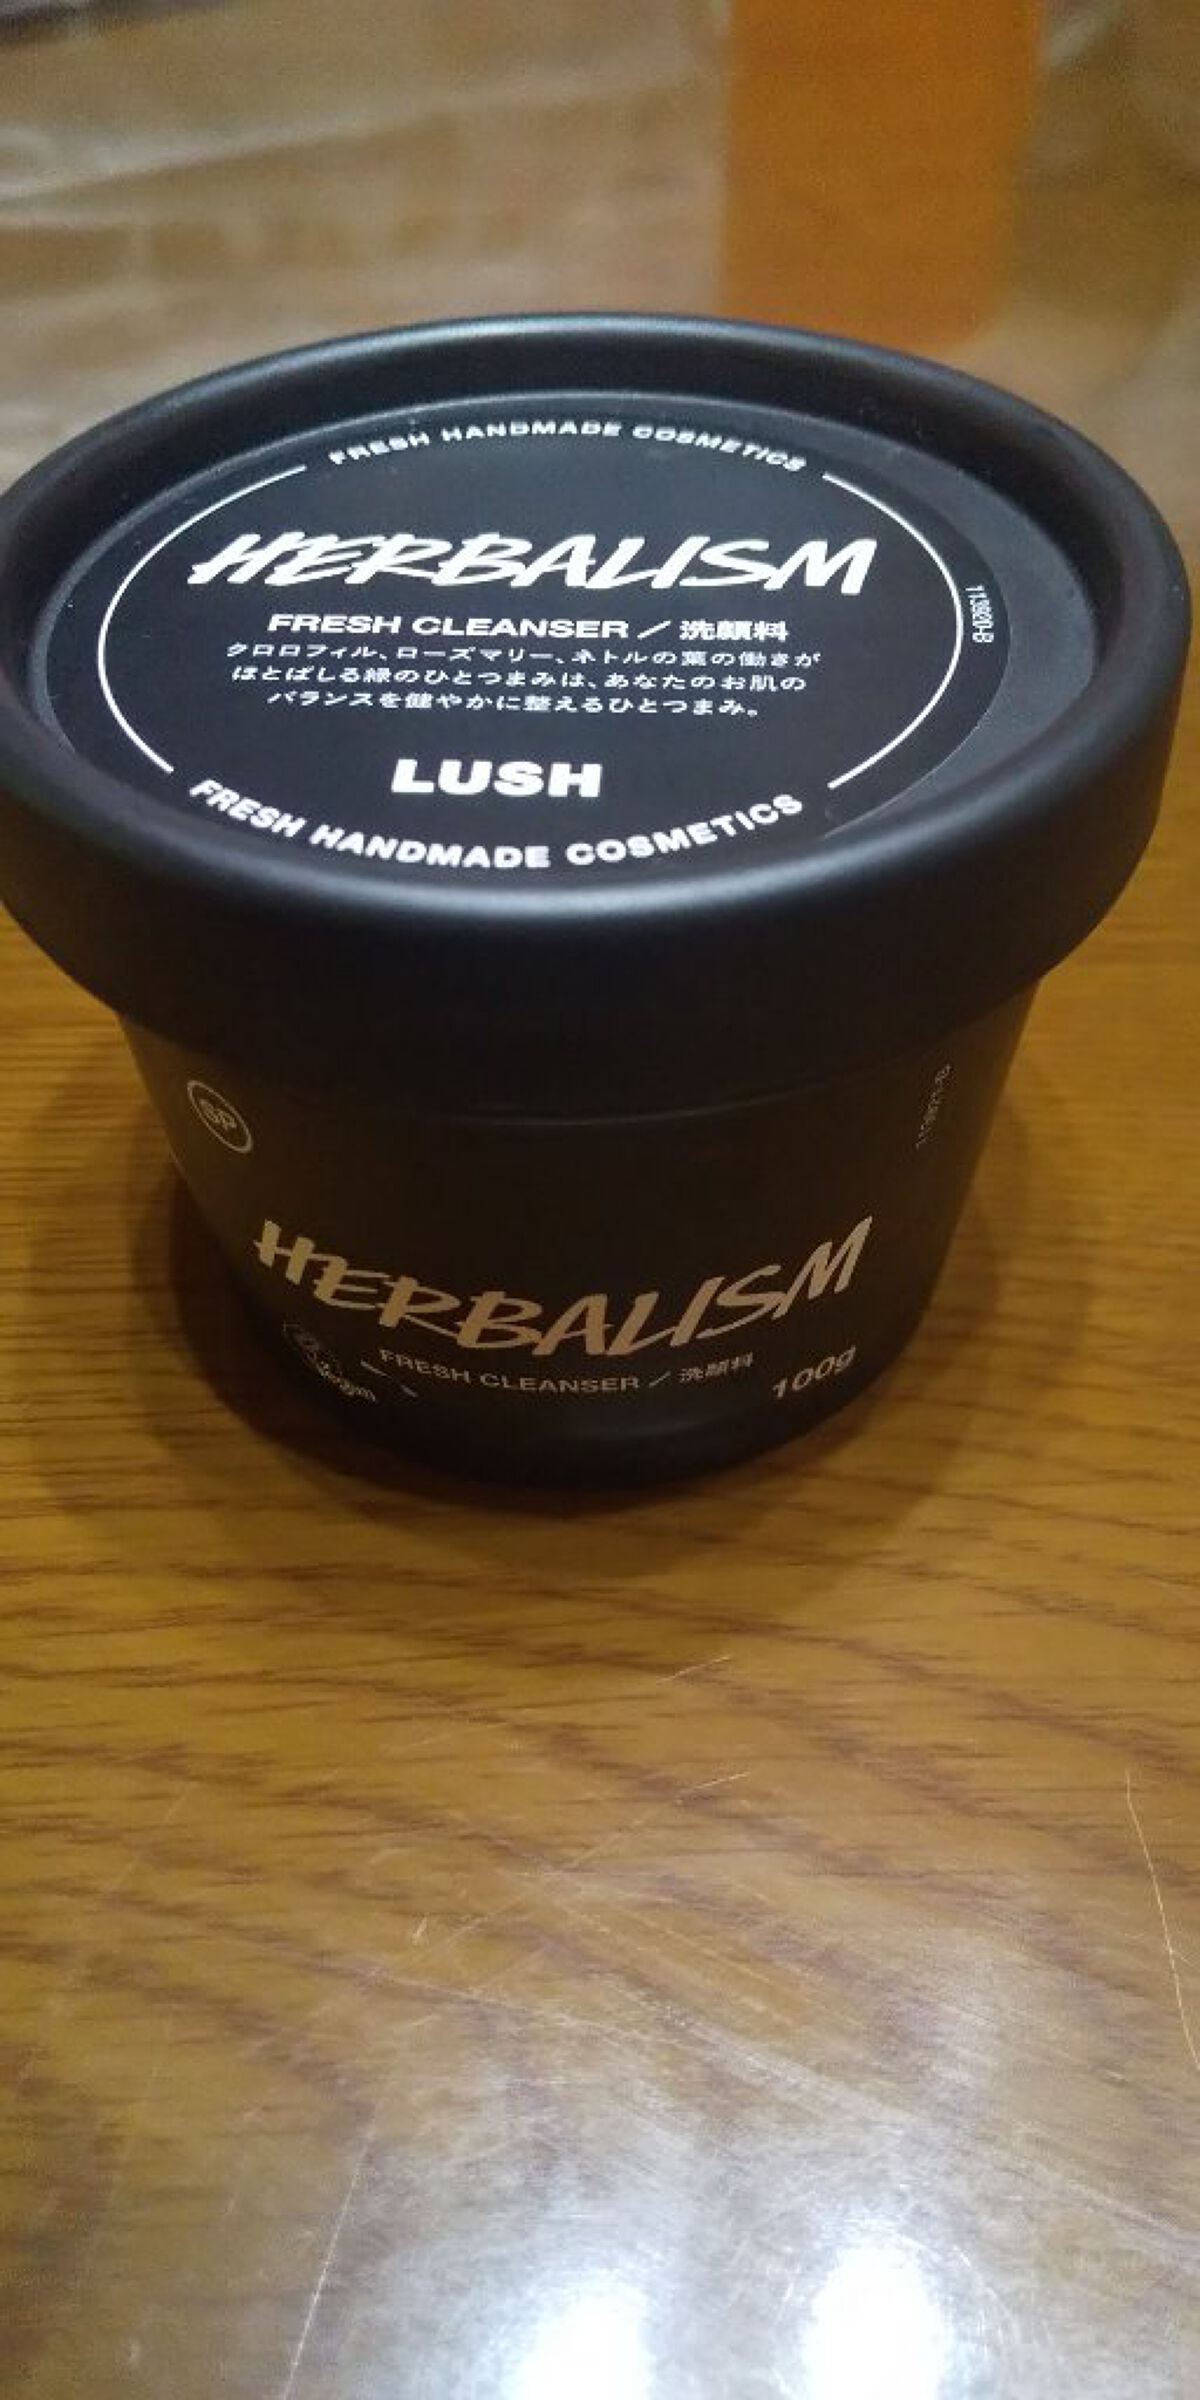 FRESH HANDMADE COSMETICS
HERBALISM
FRESH CLEANSER / 洗顔料
クロロフィル、ローズマリー、ネトルの葉の働きが
ほとばしる緑のひとつまみは、あなたのお肌の
バランスを健やかに整えるひとつまみ。
LUSH
FRESH HANDMADE COSMETICS
113920-B
SP
HERBALISM
FRESH CLEANSER / 洗顔料
Vegan
100g